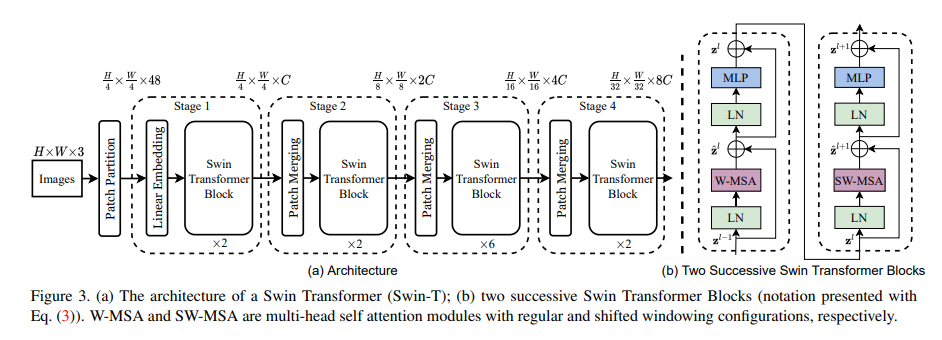 H/4 × W/4 × 48
H/4 × W/4 × C
H/8 × W/8 × 2C
H/16 × W/16 × 4C
H/32 × W/32 × 8C
Stage 1
Stage 2
Stage 3
Stage 4
H×W×3
Images
Patch Partition
Linear Embedding
Swin
Transformer
Block
×2
Patch Merging
Swin
Transformer
Block
×2
Patch Merging
Swin
Transformer
Block
×6
Patch Merging
Swin
Transformer
Block
×2
(a) Architecture
z^l
MLP
LN
ẑ^l
W-MSA
LN
z^{l-1}
z^{l+1}
MLP
LN
ẑ^{l+1}
SW-MSA
LN
z^l
(b) Two Successive Swin Transformer Blocks
Figure 3. (a) The architecture of a Swin Transformer (Swin-T); (b) two successive Swin Transformer Blocks (notation presented with
Eq. (3)). W-MSA and SW-MSA are multi-head self attention modules with regular and shifted windowing configurations, respectively.